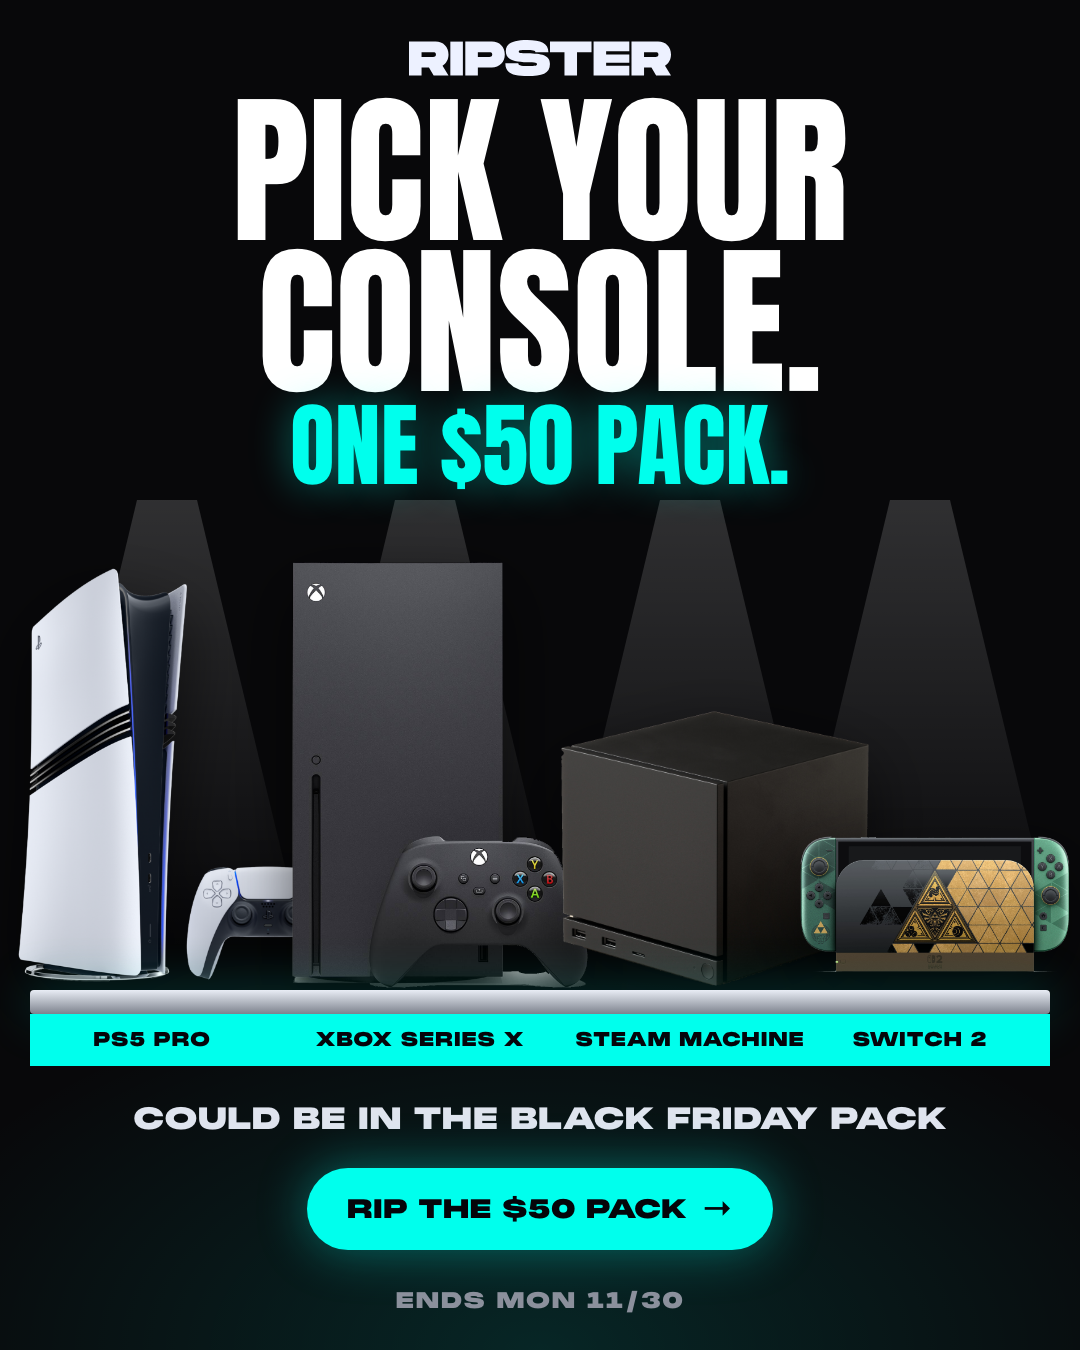 RIPSTER
PICK YOUR
CONSOLE.
ONE $50 PACK.
Y
X B
A
PS5 PRO XBOX SERIES X STEAM MACHINE SWITCH 2
COULD BE IN THE BLACK FRIDAY PACK
RIP THE $50 PACK →
ENDS MON 11/30